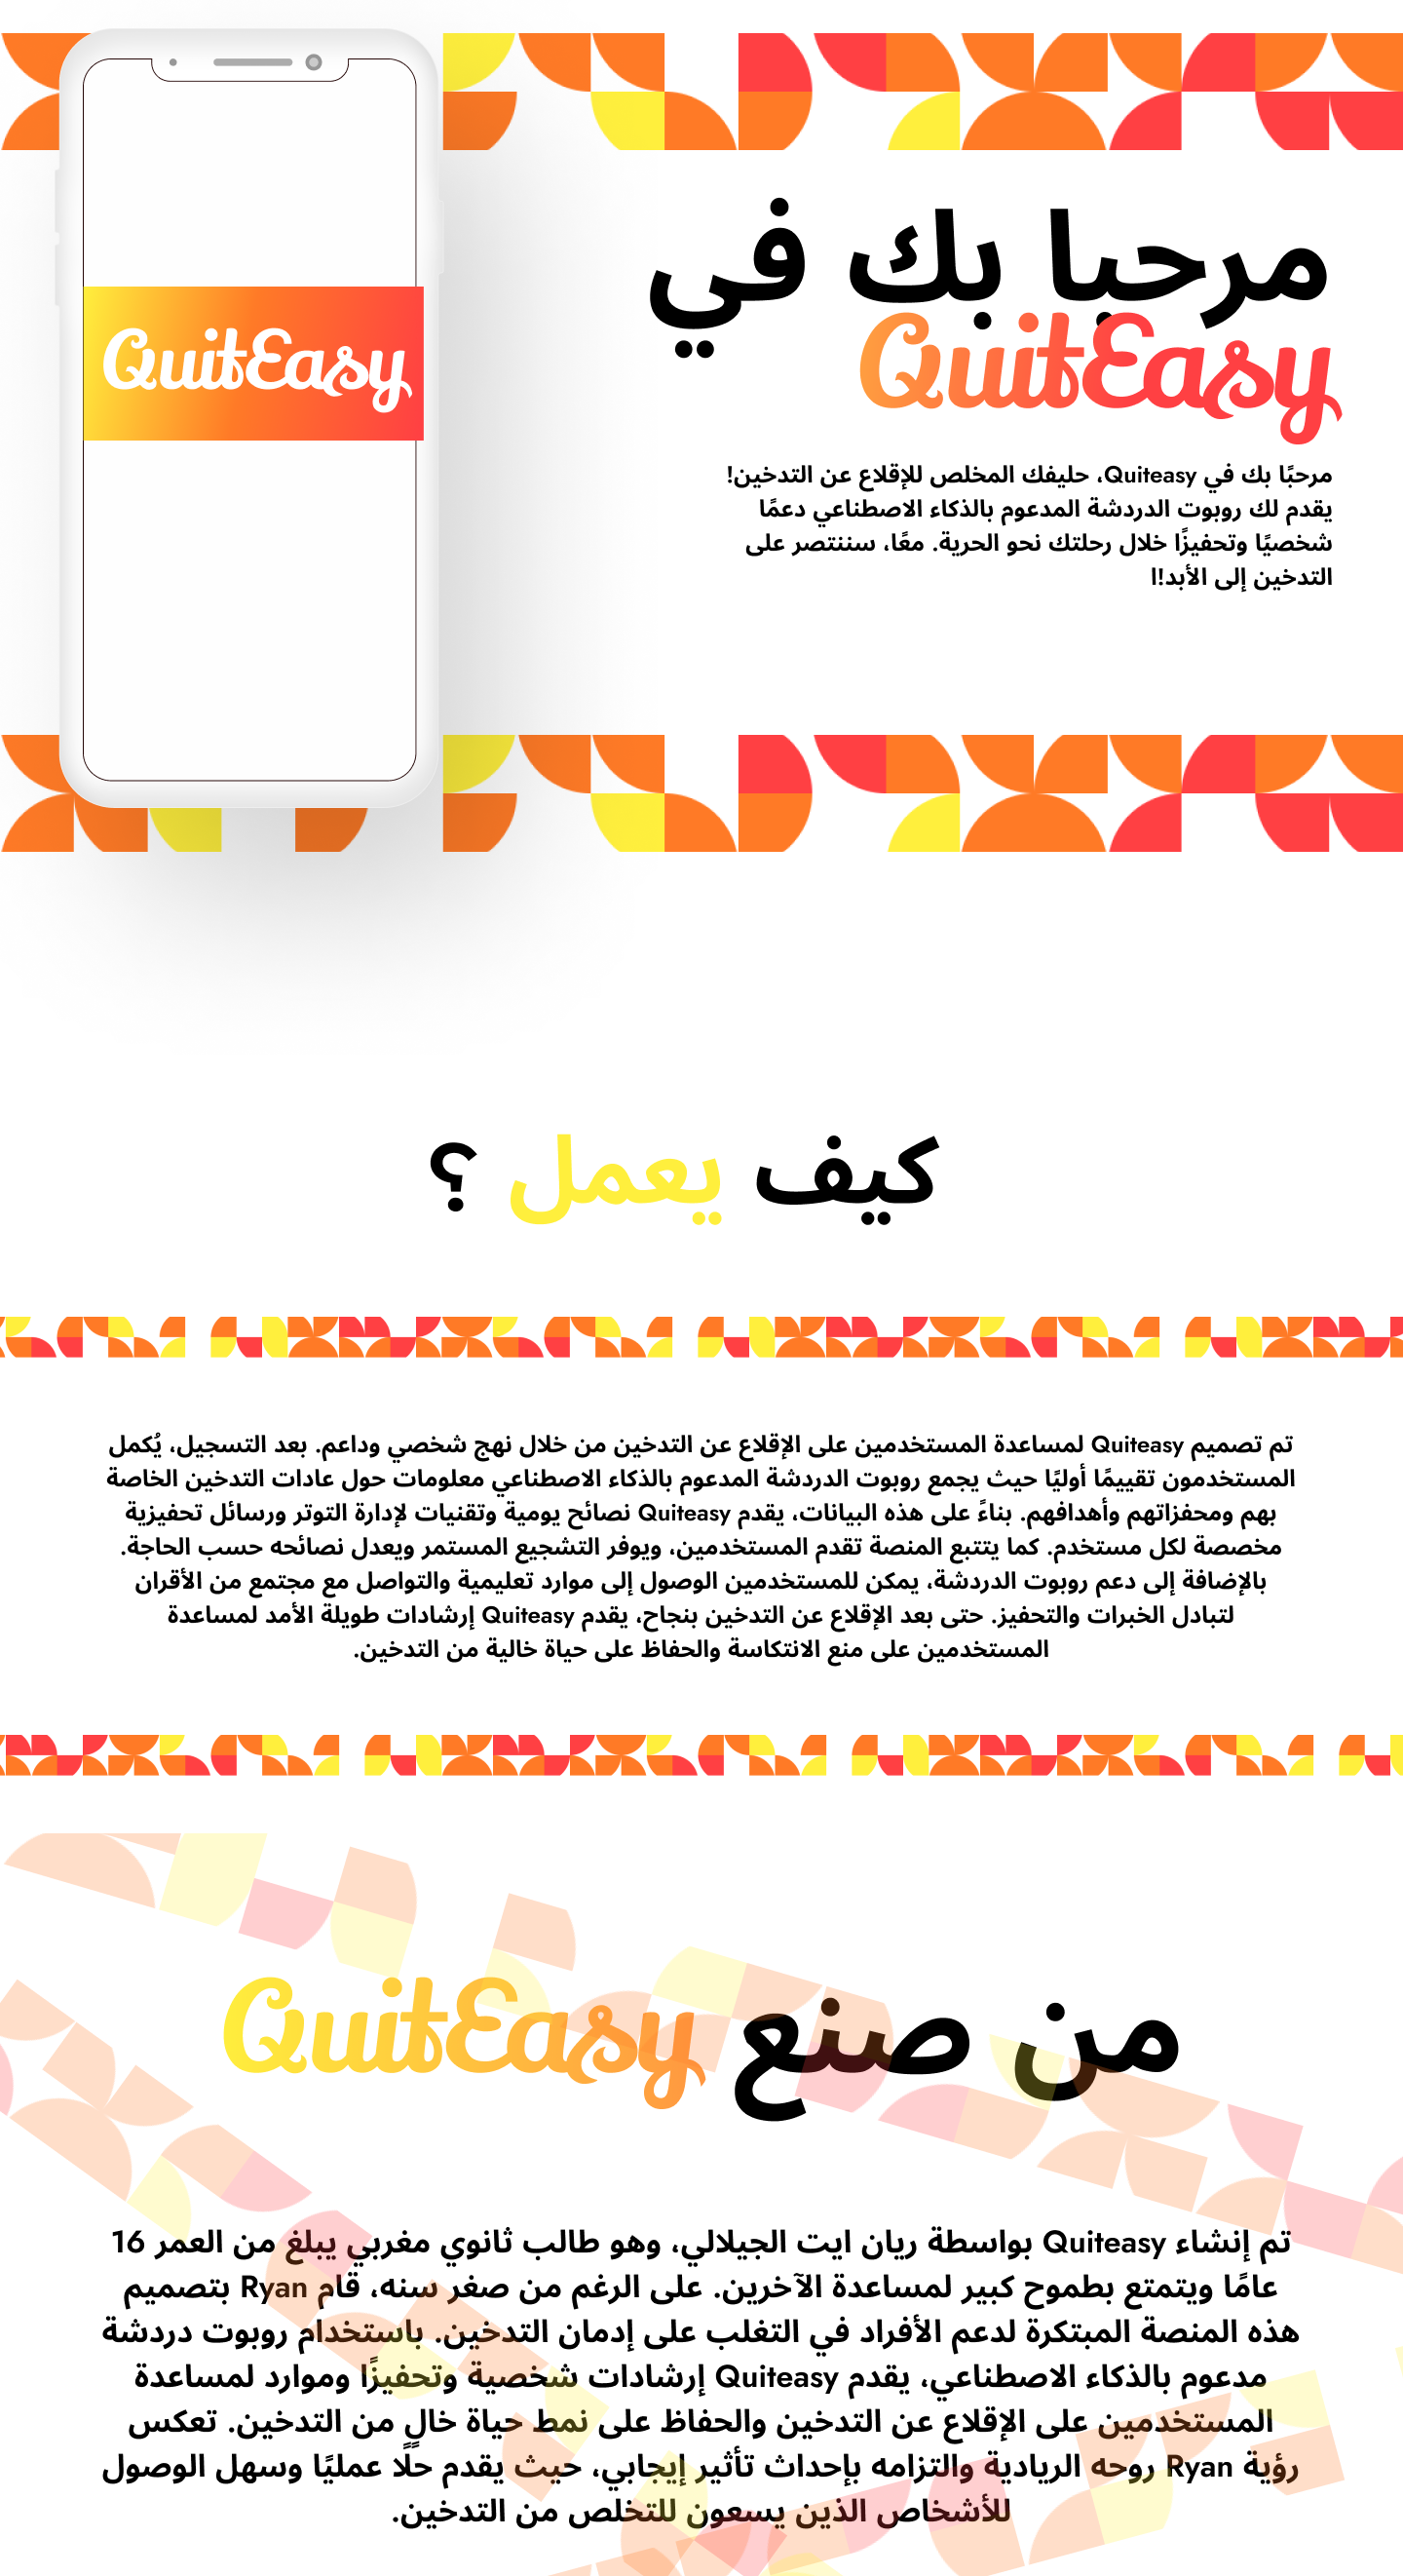 QuitEasy
مرحبا بك في
QuitEasy
مرحبًا بك في Quiteasy، حليفك المخلص للإقلاع عن التدخين!
يقدم لك روبوت الدردشة المدعوم بالذكاء الاصطناعي دعمًا
شخصيًا وتحفيزًا خلال رحلتك نحو الحرية. معًا، سننتصر على
التدخين إلى الأبد!ا
كيف يعمل ؟
تم تصميم Quiteasy لمساعدة المستخدمين على الإقلاع عن التدخين من خلال نهج شخصي وداعم. بعد التسجيل، يُكمل
المستخدمون تقييمًا أوليًا حيث يجمع روبوت الدردشة المدعوم بالذكاء الاصطناعي معلومات حول عادات التدخين الخاصة
بهم ومحفزاتهم وأهدافهم. بناءً على هذه البيانات، يقدم Quiteasy نصائح يومية وتقنيات لإدارة التوتر ورسائل تحفيزية
مخصصة لكل مستخدم. كما يتتبع المنصة تقدم المستخدمين، ويوفر التشجيع المستمر ويعدل نصائحه حسب الحاجة.
بالإضافة إلى دعم روبوت الدردشة، يمكن للمستخدمين الوصول إلى موارد تعليمية والتواصل مع مجتمع من الأقران
لتبادل الخبرات والتحفيز. حتى بعد الإقلاع عن التدخين بنجاح، يقدم Quiteasy إرشادات طويلة الأمد لمساعدة
المستخدمين على منع الانتكاسة والحفاظ على حياة خالية من التدخين.
من صنع QuitEasy
تم إنشاء Quiteasy بواسطة ريان ايت الجيلالي، وهو طالب ثانوي مغربي يبلغ من العمر 16
عامًا ويتمتع بطموح كبير لمساعدة الآخرين. على الرغم من صغر سنه، قام Ryan بتصميم
هذه المنصة المبتكرة لدعم الأفراد في التغلب على إدمان التدخين. باستخدام روبوت دردشة
مدعوم بالذكاء الاصطناعي، يقدم Quiteasy إرشادات شخصية وتحفيزًا وموارد لمساعدة
المستخدمين على الإقلاع عن التدخين والحفاظ على نمط حياة خالٍ من التدخين. تعكس
رؤية Ryan روحه الريادية والتزامه بإحداث تأثير إيجابي، حيث يقدم حلًا عمليًا وسهل الوصول
للأشخاص الذين يسعون للتخلص من التدخين.